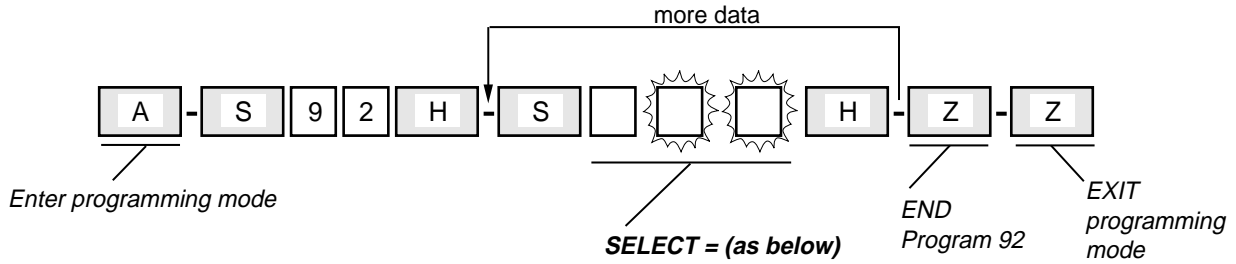 more data
A - S 9 2 H - S H - Z - Z
Enter programming mode
SELECT = (as below)
END
Program 92
EXIT
programming
mode